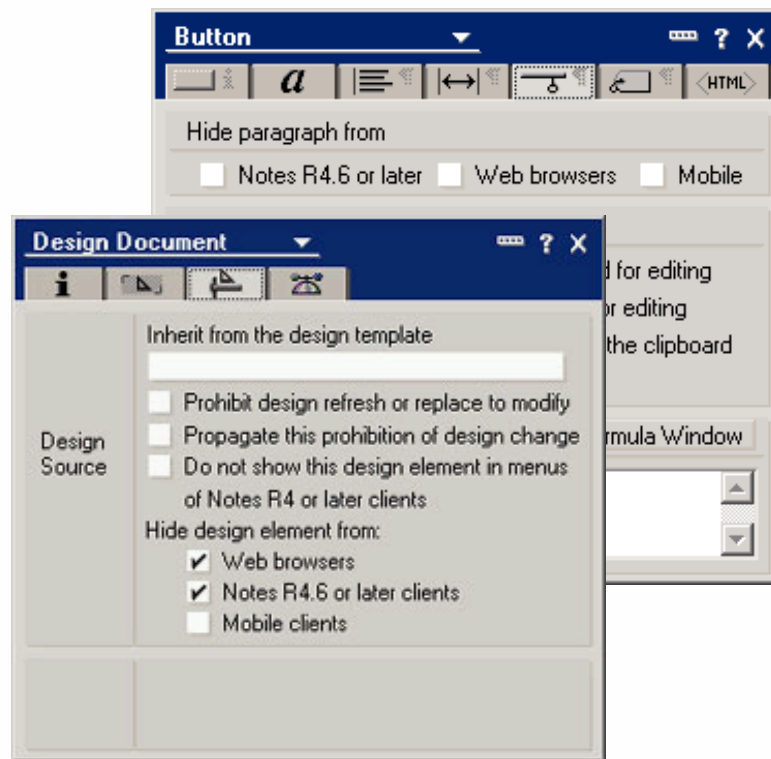 Button
? X
a
<HTML>
Hide paragraph from
Notes R4.6 or later Web browsers Mobile
for editing
or editing
the clipboard
Window
Design Document
? X
i
Inherit from the design template
Design Source
Prohibit design refresh or replace to modify
Propagate this prohibition of design change
Do not show this design element in menus
of Notes R4 or later clients
Hide design element from:
Web browsers
Notes R4.6 or later clients
Mobile clients